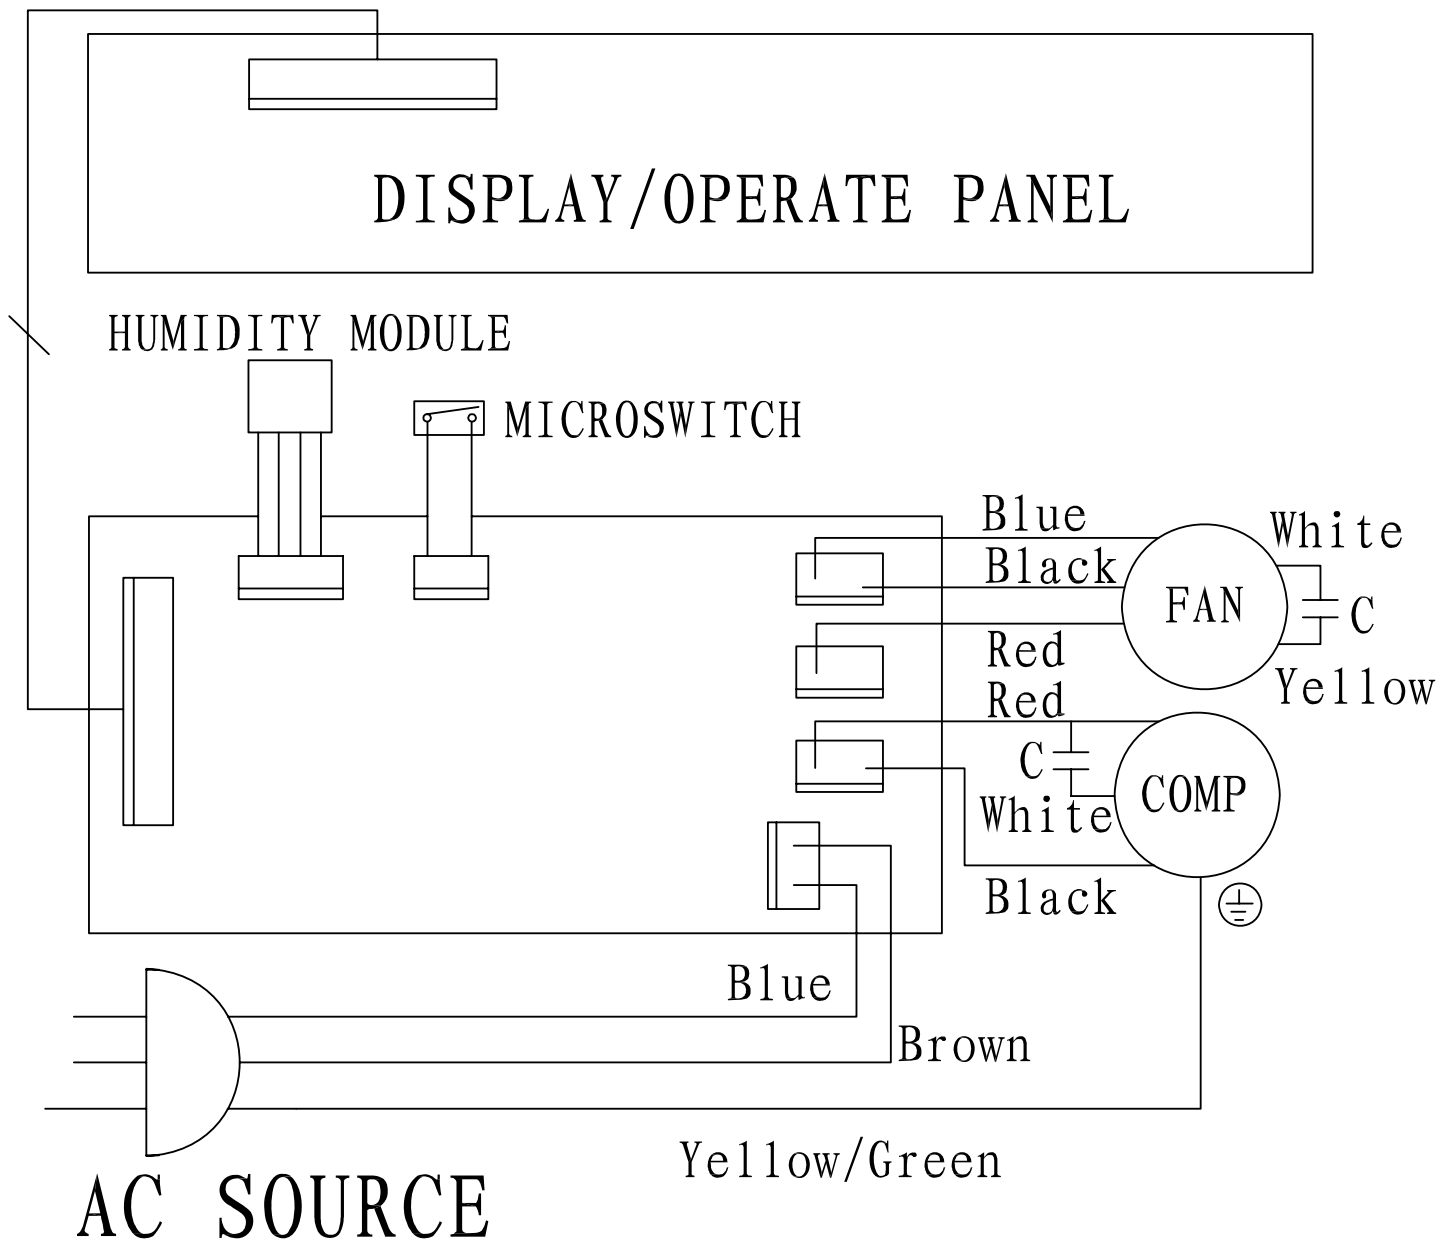 DISPLAY/OPERATE PANEL
HUMIDITY MODULE
MICROSWITCH
Blue
White
Black
FAN
C
Red
Yellow
Red
C
COMP
White
Black
Blue
Brown
Yellow/Green
AC SOURCE